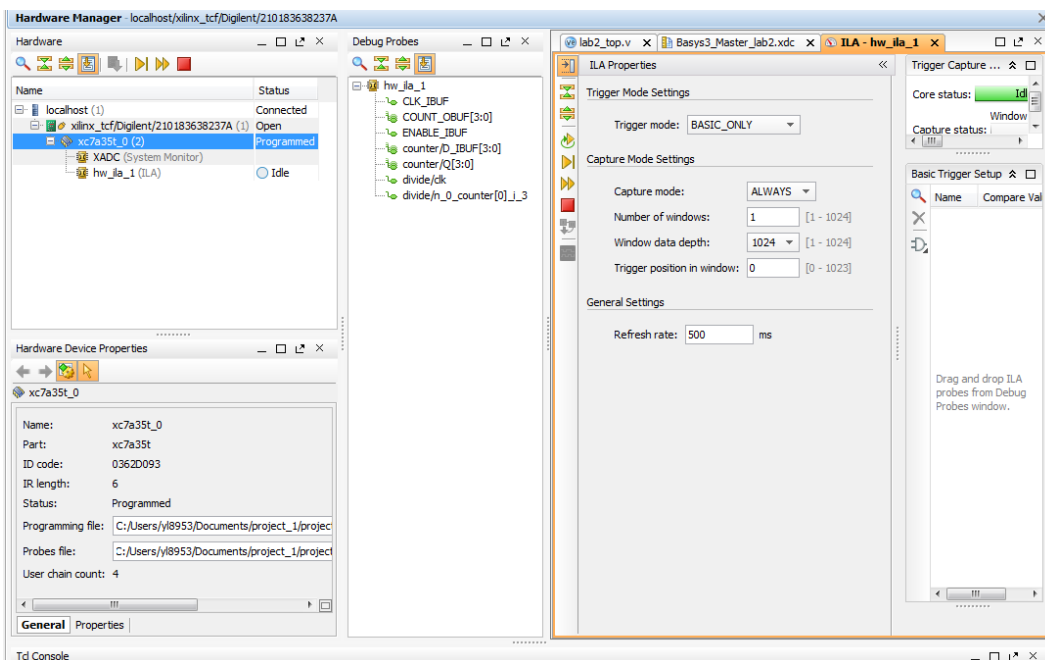 Hardware Manager - localhost/xilinx_tcf/Digilent/210183638237A
Hardware
Name Status
localhost (1) Connected
xilinx_tcf/Digilent/210183638237A (1) Open
xc7a35t_0 (2) Programmed
XADC (System Monitor)
hw_ila_1 (ILA) Idle
Hardware Device Properties
xc7a35t_0
Name: xc7a35t_0
Part: xc7a35t
ID code: 0362D093
IR length: 6
Status: Programmed
Programming file: C:/Users/yl8953/Documents/project_1/projec
Probes file: C:/Users/yl8953/Documents/project_1/project
User chain count: 4
General Properties
Debug Probes
hw_ila_1
CLK_IBUF
COUNT_OBUF[3:0]
ENABLE_IBUF
counter/D_IBUF[3:0]
counter/Q[3:0]
divide/clk
divide/n_0_counter[0]_i_3
lab2_top.v Basys3_Master_lab2.xdc ILA - hw_ila_1
ILA Properties
Trigger Mode Settings
Trigger mode: BASIC_ONLY
Capture Mode Settings
Capture mode: ALWAYS
Number of windows: 1 [1 - 1024]
Window data depth: 1024 [1 - 1024]
Trigger position in window: 0 [0 - 1023]
General Settings
Refresh rate: 500 ms
Trigger Capture ...
Core status: Idl
Window
Capture status:
Basic Trigger Setup
Name Compare Val
Drag and drop ILA
probes from Debug
Probes window.
Tcl Console